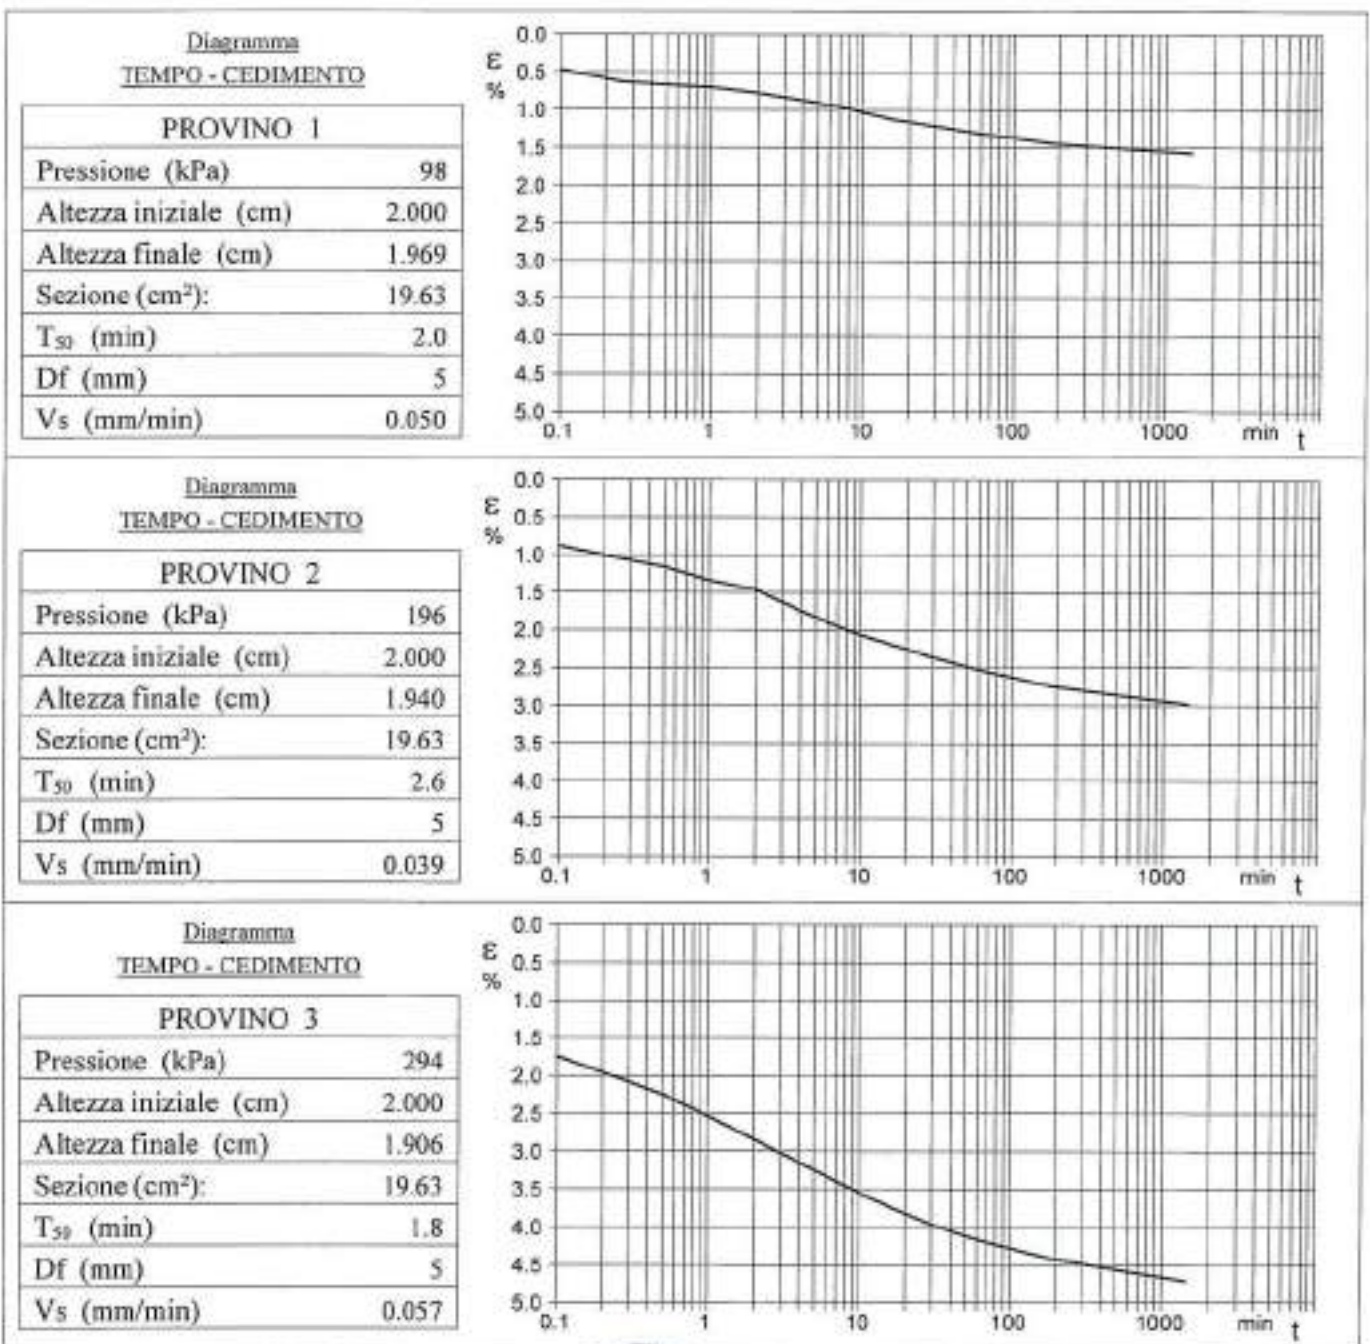 Diagramma
TEMPO - CEDIMENTO
PROVINO 1
Pressione (kPa) 98
Altezza iniziale (cm) 2.000
Altezza finale (cm) 1.969
Sezione (cm²): 19.63
T₅₀ (min) 2.0
Df (mm) 5
Vs (mm/min) 0.050
ε
%
0.0
0.5
1.0
1.5
2.0
2.5
3.0
3.5
4.0
4.5
5.0
0.1 1 10 100 1000 min t
Diagramma
TEMPO - CEDIMENTO
PROVINO 2
Pressione (kPa) 196
Altezza iniziale (cm) 2.000
Altezza finale (cm) 1.940
Sezione (cm²): 19.63
T₅₀ (min) 2.6
Df (mm) 5
Vs (mm/min) 0.039
ε
%
0.0
0.5
1.0
1.5
2.0
2.5
3.0
3.5
4.0
4.5
5.0
0.1 1 10 100 1000 min t
Diagramma
TEMPO - CEDIMENTO
PROVINO 3
Pressione (kPa) 294
Altezza iniziale (cm) 2.000
Altezza finale (cm) 1.906
Sezione (cm²): 19.63
T₅₀ (min) 1.8
Df (mm) 5
Vs (mm/min) 0.057
ε
%
0.0
0.5
1.0
1.5
2.0
2.5
3.0
3.5
4.0
4.5
5.0
0.1 1 10 100 1000 min t